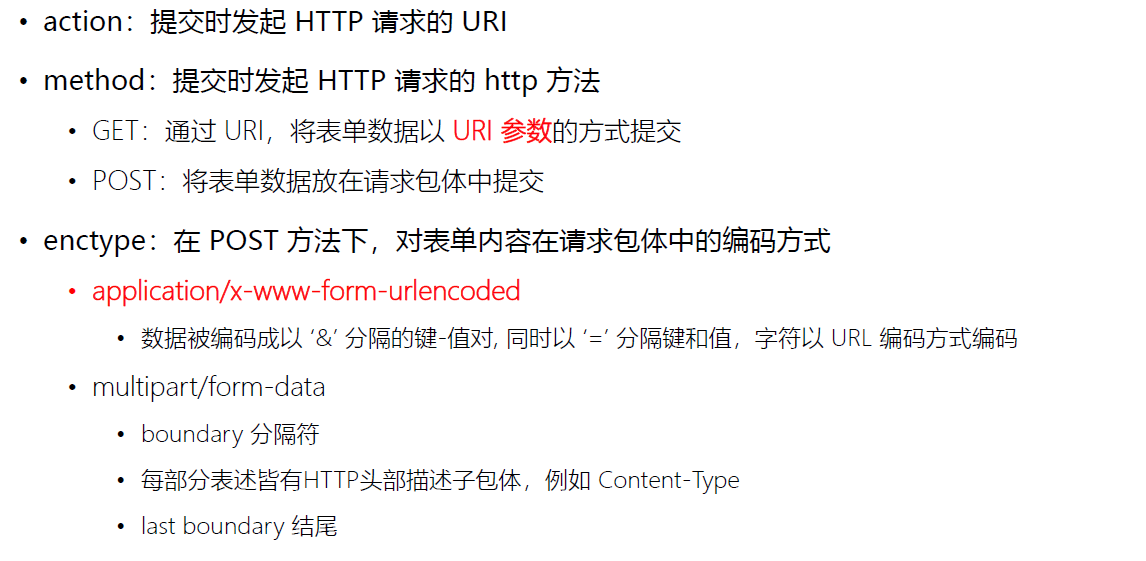 • action：提交时发起 HTTP 请求的 URI
• method：提交时发起 HTTP 请求的 http 方法
• GET：通过 URI，将表单数据以 URI 参数的方式提交
• POST：将表单数据放在请求包体中提交
• enctype：在 POST 方法下，对表单内容在请求包体中的编码方式
• application/x-www-form-urlencoded
• 数据被编码成以 ‘&’ 分隔的键-值对, 同时以 ‘=’ 分隔键和值，字符以 URL 编码方式编码
• multipart/form-data
• boundary 分隔符
• 每部分表述皆有HTTP头部描述子包体，例如 Content-Type
• last boundary 结尾